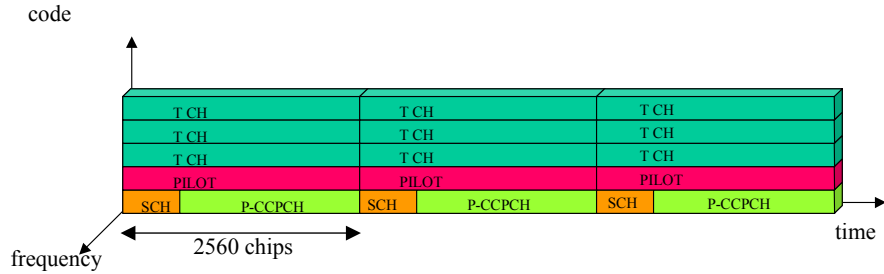 code
T CH T CH T CH
T CH T CH T CH
T CH T CH T CH
PILOT PILOT PILOT
SCH P-CCPCH SCH P-CCPCH SCH P-CCPCH
time
2560 chips
frequency